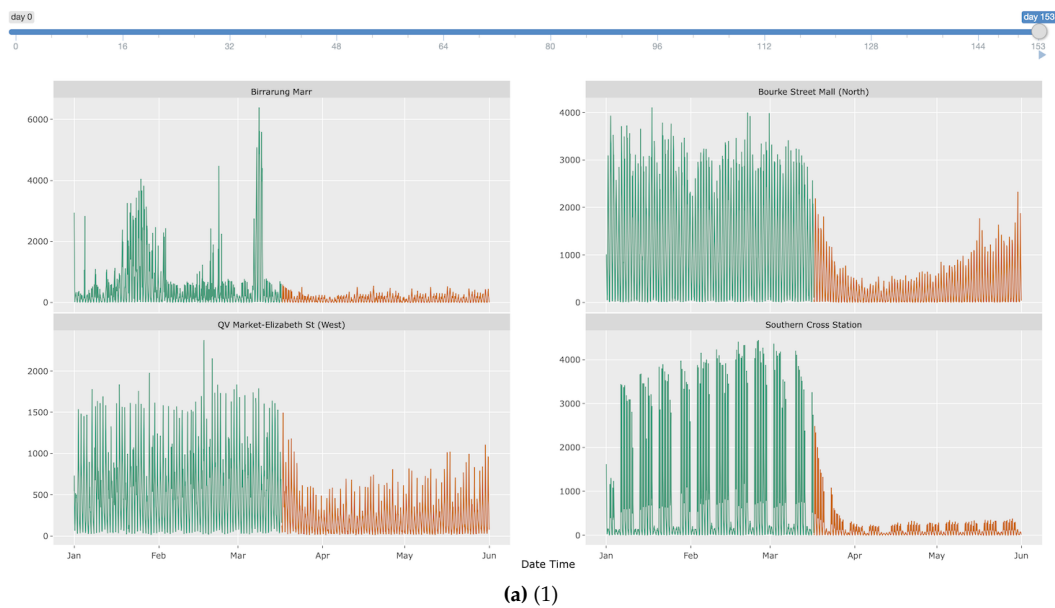 day 0
day 153
0 16 32 48 64 80 96 112 128 144 153
Birrarung Marr
6000
4000
2000
0
Bourke Street Mall (North)
4000
3000
2000
1000
0
QV Market-Elizabeth St (West)
2000
1500
1000
500
0
Jan Feb Mar Apr May Jun
Southern Cross Station
4000
3000
2000
1000
0
Jan Feb Mar Apr May Jun
Date Time
(a) (1)